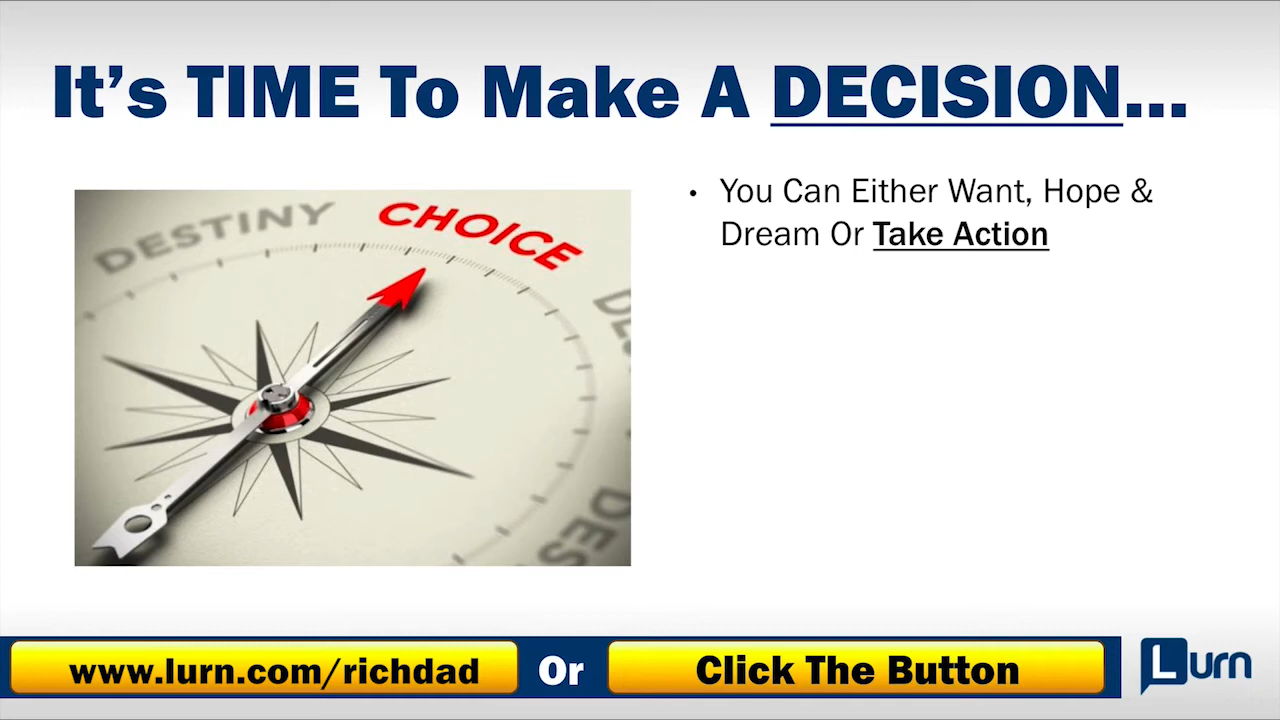 It's TIME To Make A DECISION...
DESTINY
CHOICE
• You Can Either Want, Hope &
Dream Or Take Action
DES
www.lurn.com/richdad
Or
Click The Button
Lurn